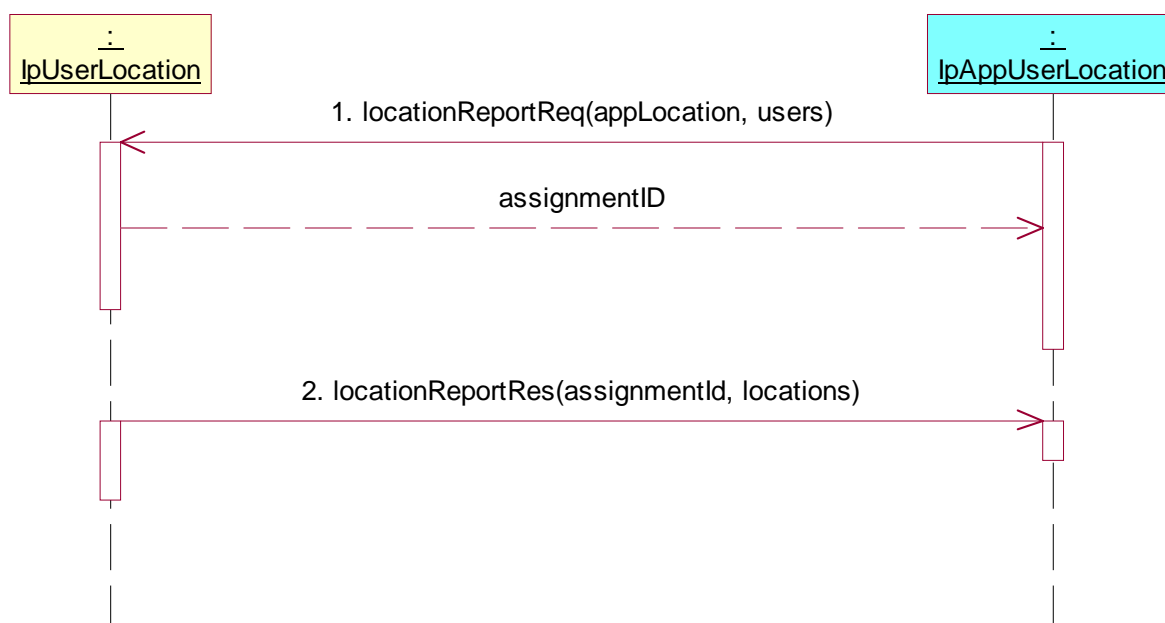 :
IpUserLocation
:
IpAppUserLocation
1. locationReportReq(appLocation, users)
assignmentID
2. locationReportRes(assignmentId, locations)